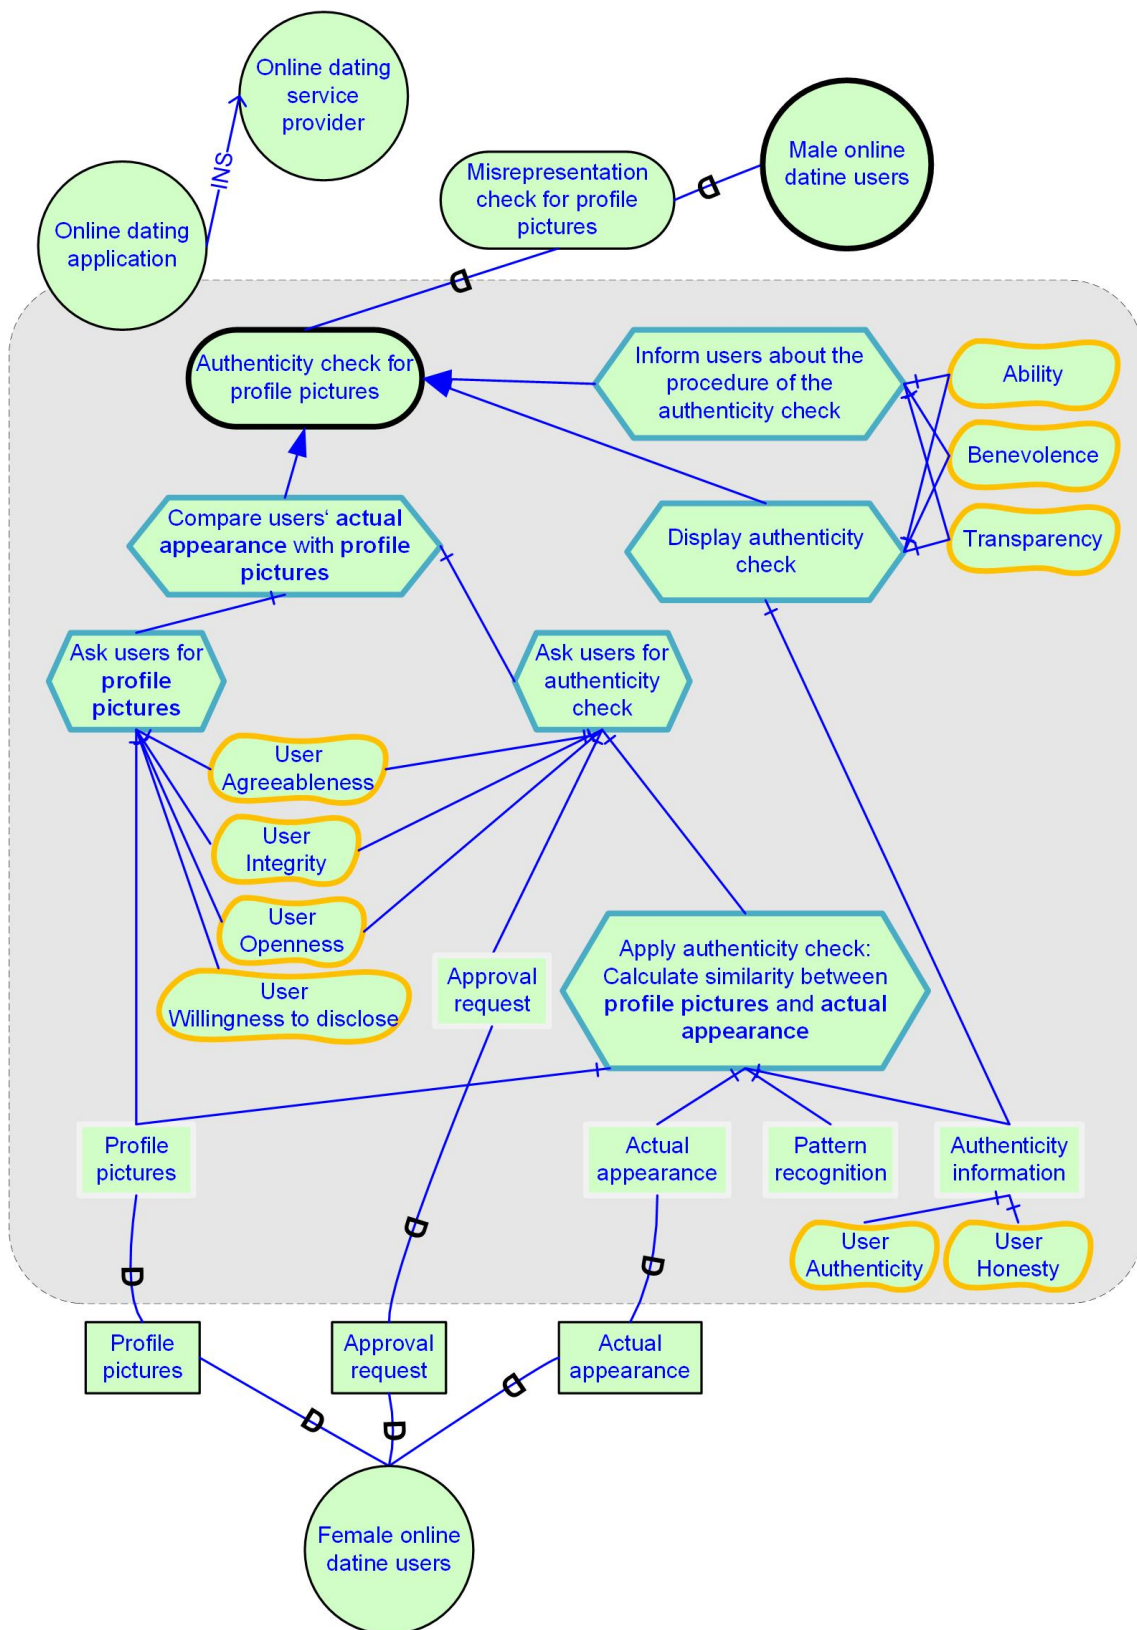 Online dating
service
provider
Online dating
application
INS
Misrepresentation
check for profile
pictures
D
Male online
datine users
D
Authenticity check for
profile pictures
Inform users about the
procedure of the
authenticity check
Ability
Benevolence
Transparency
Compare users‘ actual
appearance with profile
pictures
Display authenticity
check
Ask users for
profile
pictures
Ask users for
authenticity
check
User
Agreeableness
User
Integrity
User
Openness
User
Willingness to disclose
Approval
request
Apply authenticity check:
Calculate similarity between
profile pictures and actual
appearance
Profile
pictures
Actual
appearance
Pattern
recognition
Authenticity
information
User
Authenticity
User
Honesty
D
D
D
Profile
pictures
Approval
request
Actual
appearance
D
D
D
Female online
datine users